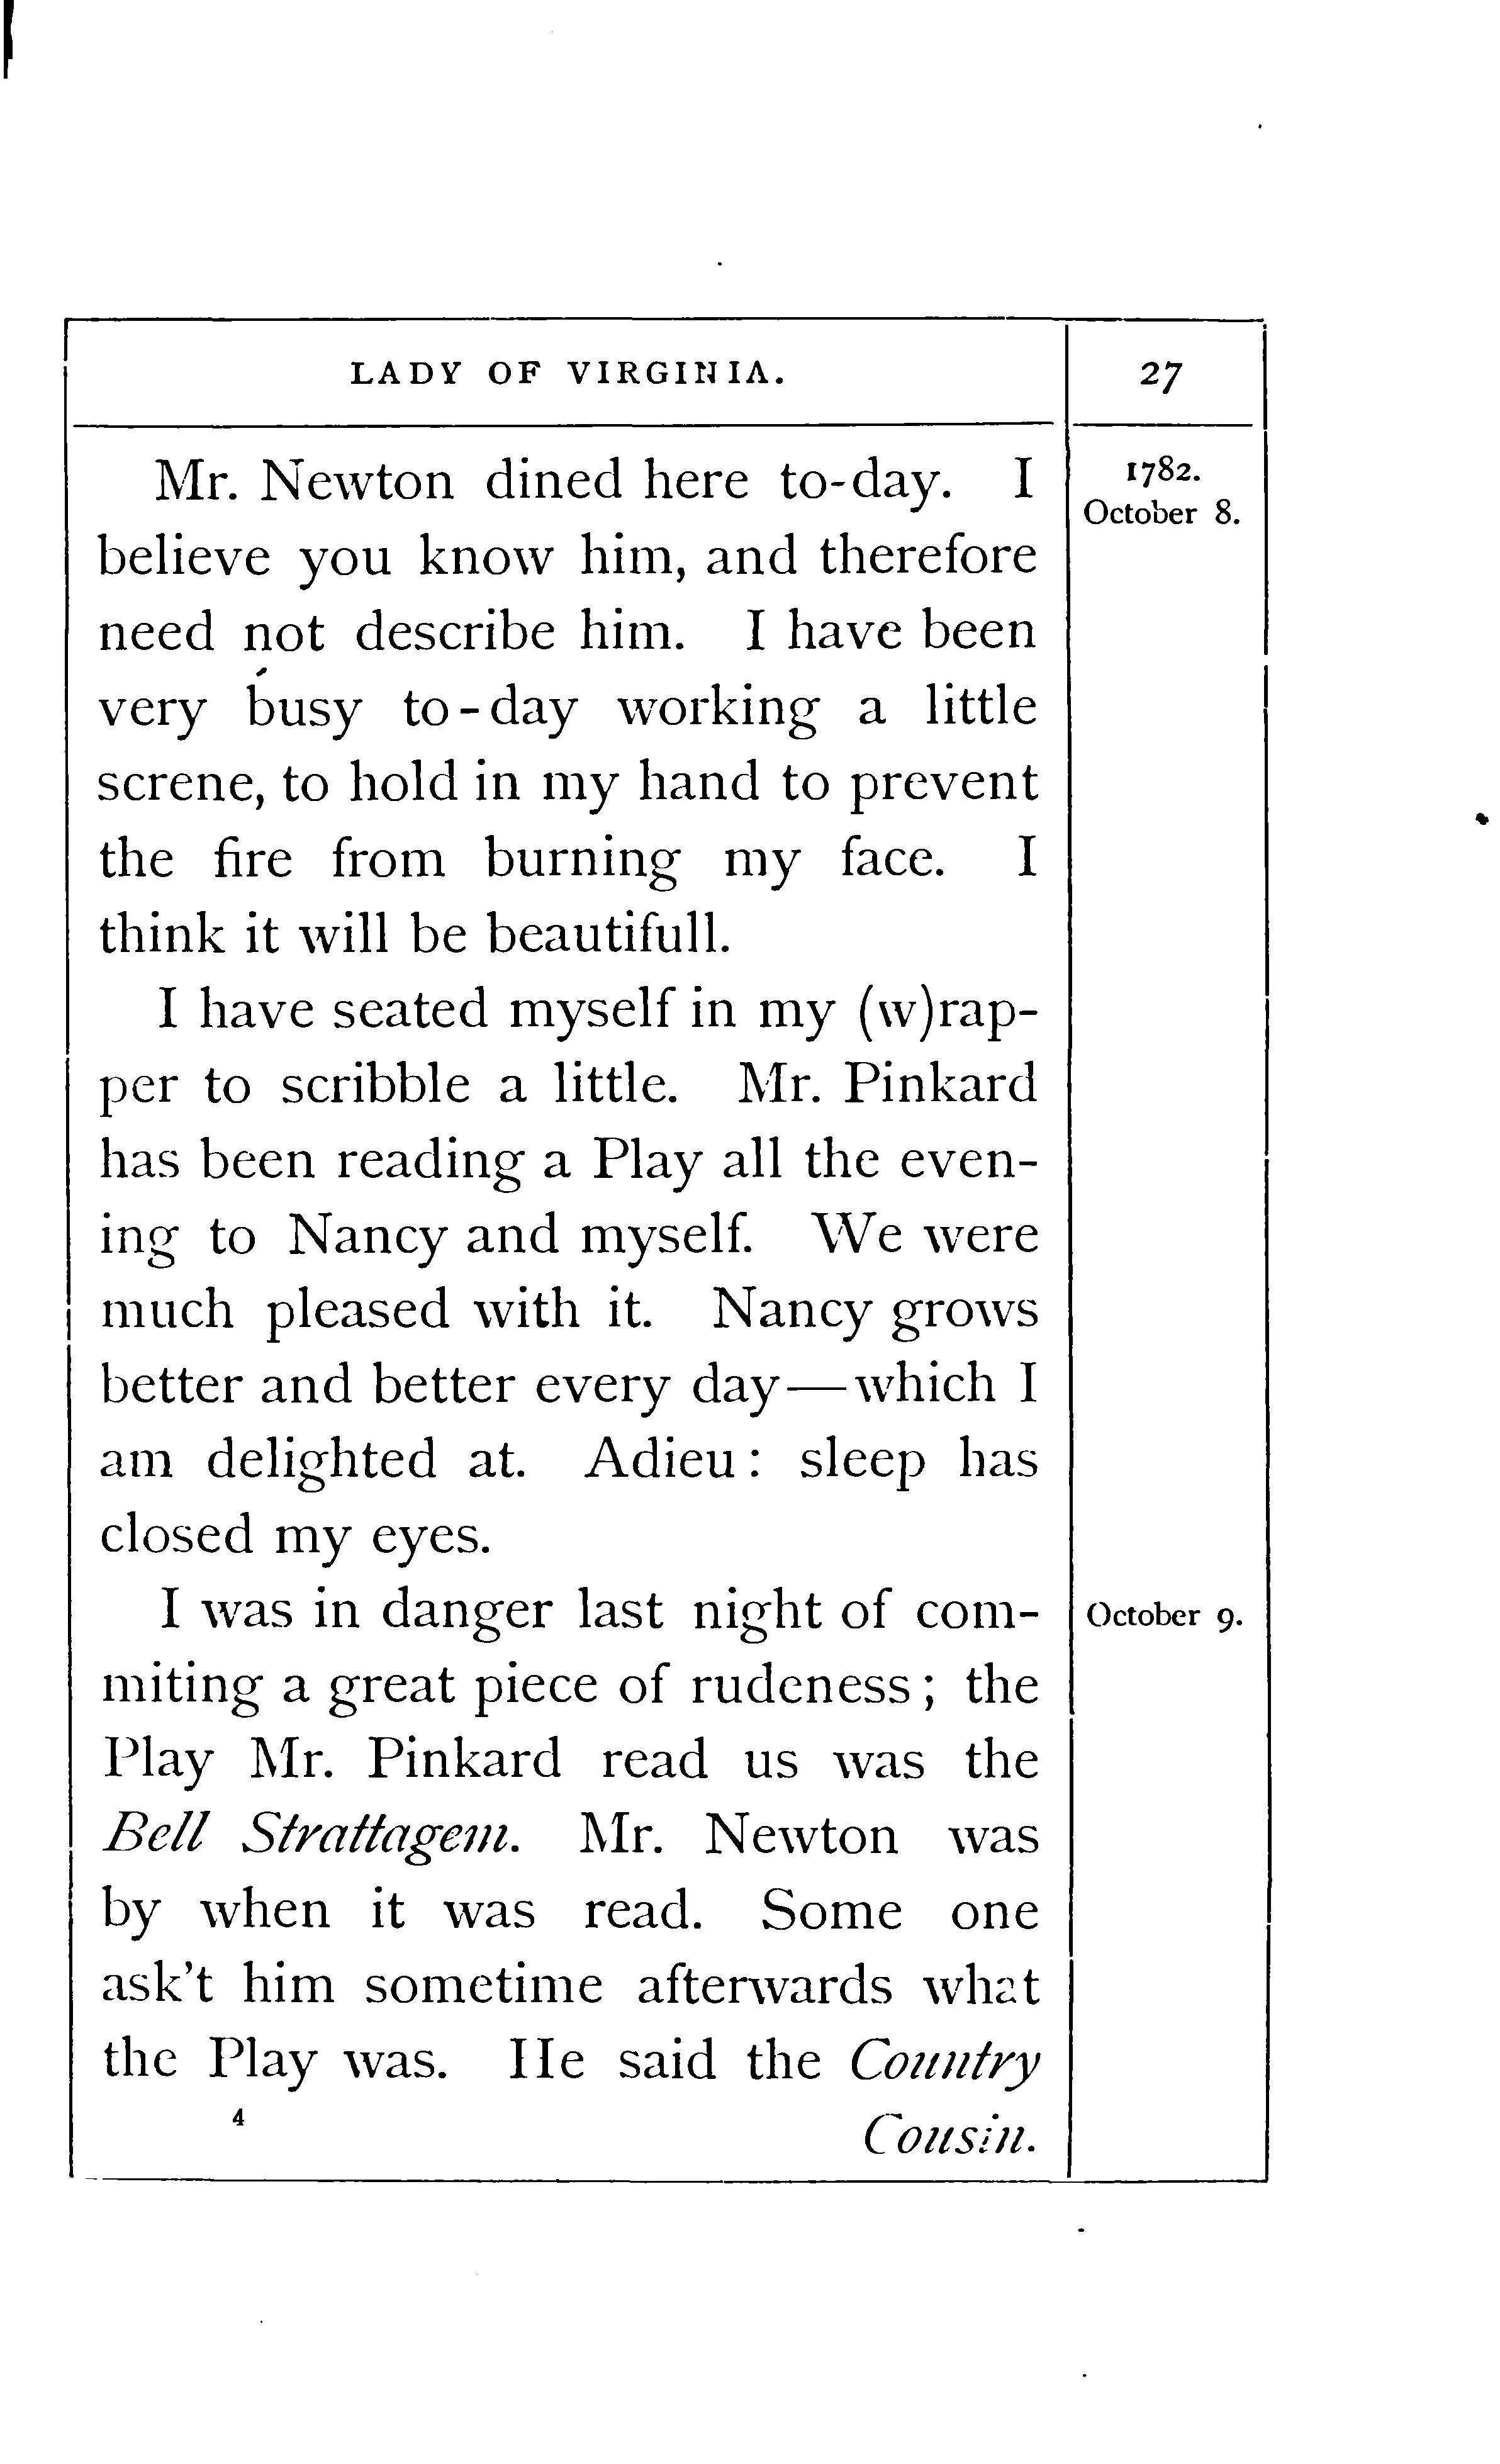 LADY OF VIRGINIA.
27
1782.
October 8.
Mr. Newton dined here to-day. I
believe you know him, and therefore
need not describe him. I have been
very busy to-day working a little
screne, to hold in my hand to prevent
the fire from burning my face. I
think it will be beautifull.
I have seated myself in my (w)rap-
per to scribble a little. Mr. Pinkard
has been reading a Play all the even-
ing to Nancy and myself. We were
much pleased with it. Nancy grows
better and better every day—which I
am delighted at. Adieu: sleep has
closed my eyes.
October 9.
I was in danger last night of com-
miting a great piece of rudeness; the
Play Mr. Pinkard read us was the
Bell Strattagem. Mr. Newton was
by when it was read. Some one
ask't him sometime afterwards what
the Play was. He said the Country
4
Cousin.